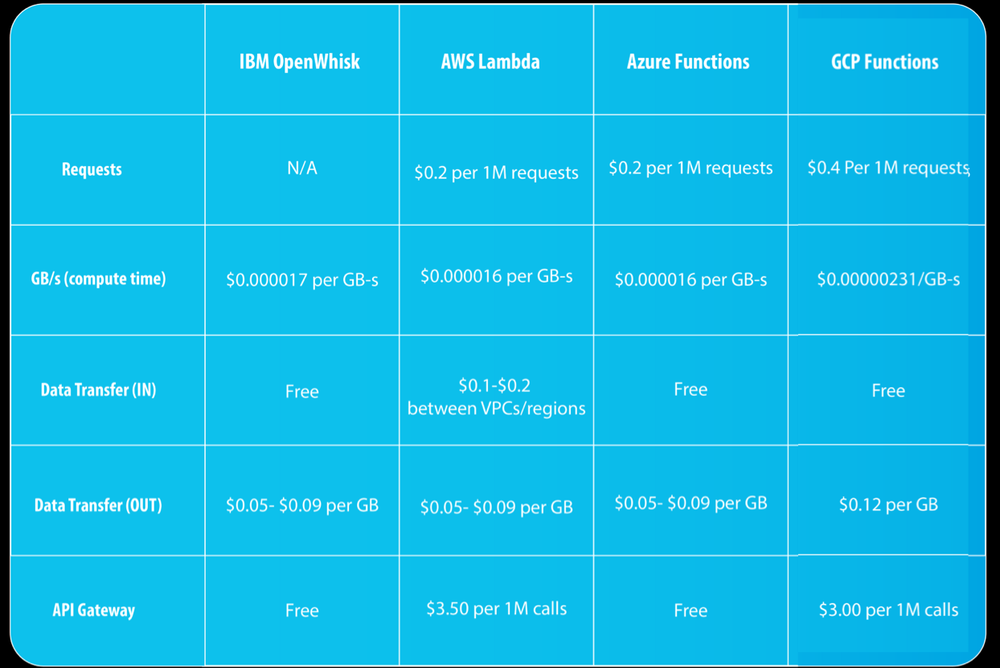 IBM OpenWhisk
AWS Lambda
Azure Functions
GCP Functions
Requests
N/A
$0.2 per 1M requests
$0.2 per 1M requests
$0.4 Per 1M requests
GB/s (compute time)
$0.000017 per GB-s
$0.000016 per GB-s
$0.000016 per GB-s
$0.00000231/GB-s
Data Transfer (IN)
Free
$0.1-$0.2
between VPCs/regions
Free
Free
Data Transfer (OUT)
$0.05- $0.09 per GB
$0.05- $0.09 per GB
$0.05- $0.09 per GB
$0.12 per GB
API Gateway
Free
$3.50 per 1M calls
Free
$3.00 per 1M calls